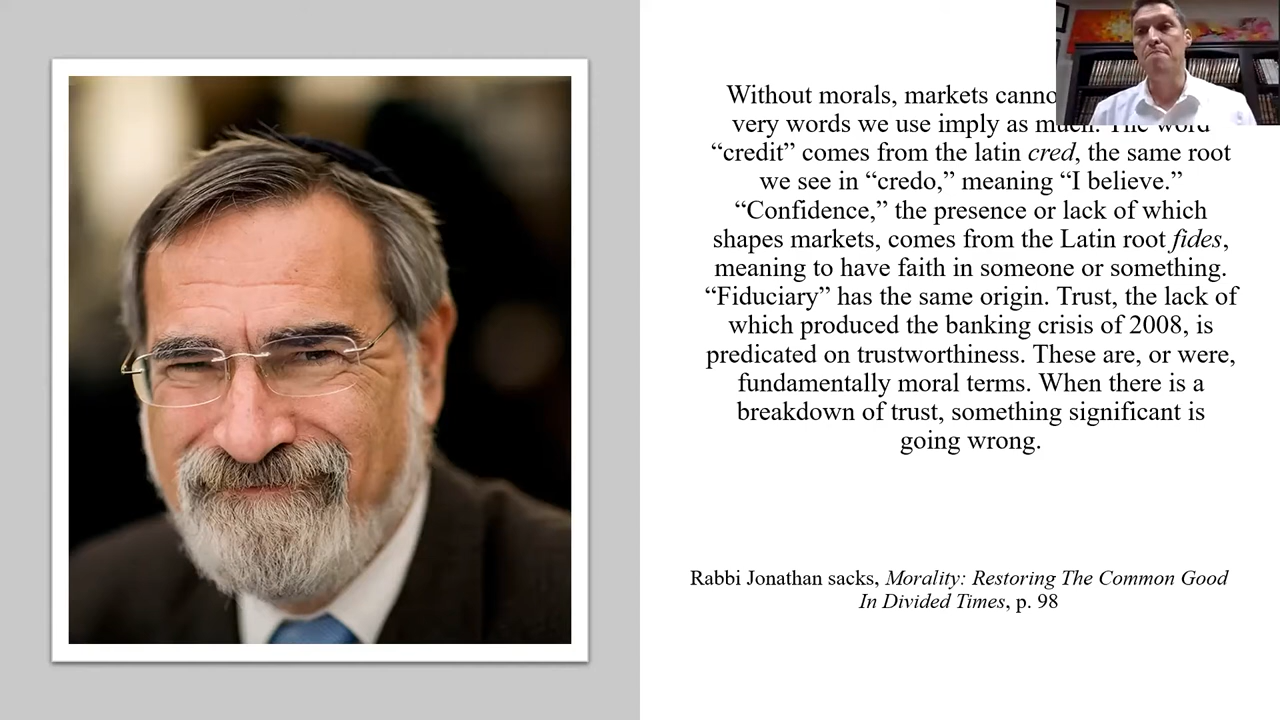 Without morals, markets
very words we use imply as much. The word
“credit” comes from the latin cred, the same root
we see in “credo,” meaning “I believe.”
“Confidence,” the presence or lack of which
shapes markets, comes from the Latin root fides,
meaning to have faith in someone or something.
“Fiduciary” has the same origin. Trust, the lack of
which produced the banking crisis of 2008, is
predicated on trustworthiness. These are, or were,
fundamentally moral terms. When there is a
breakdown of trust, something significant is
going wrong.
Rabbi Jonathan sacks, Morality: Restoring The Common Good
In Divided Times, p. 98